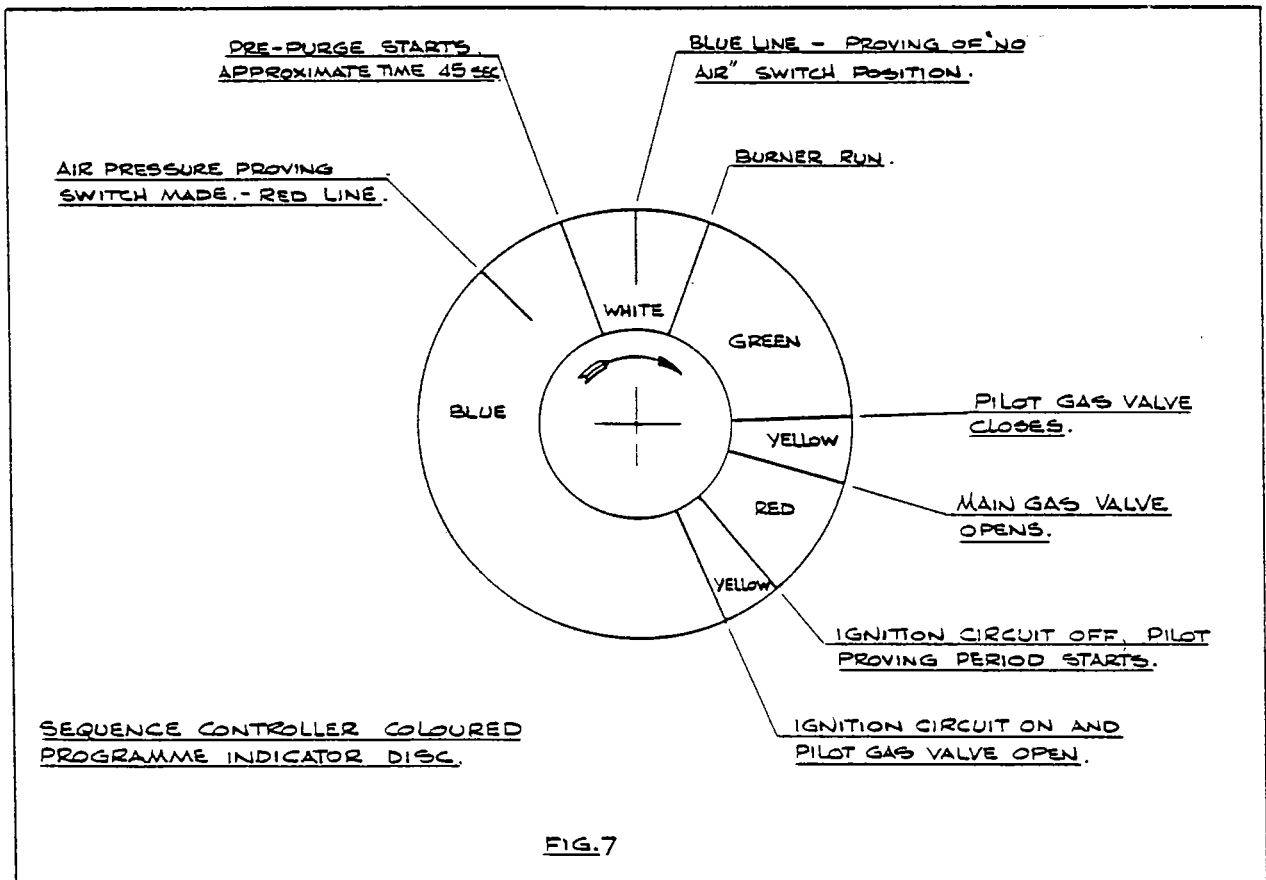 PRE-PURGE STARTS.
APPROXIMATE TIME 45 SEC
BLUE LINE - PROVING OF "NO
AIR" SWITCH POSITION.
AIR PRESSURE PROVING
SWITCH MADE. - RED LINE.
BURNER RUN.
WHITE
GREEN
BLUE
PILOT GAS VALVE
CLOSES.
YELLOW
RED
MAIN GAS VALVE
OPENS.
YELLOW
IGNITION CIRCUIT OFF, PILOT
PROVING PERIOD STARTS.
IGNITION CIRCUIT ON AND
PILOT GAS VALVE OPEN.
SEQUENCE CONTROLLER COLOURED
PROGRAMME INDICATOR DISC.
FIG. 7